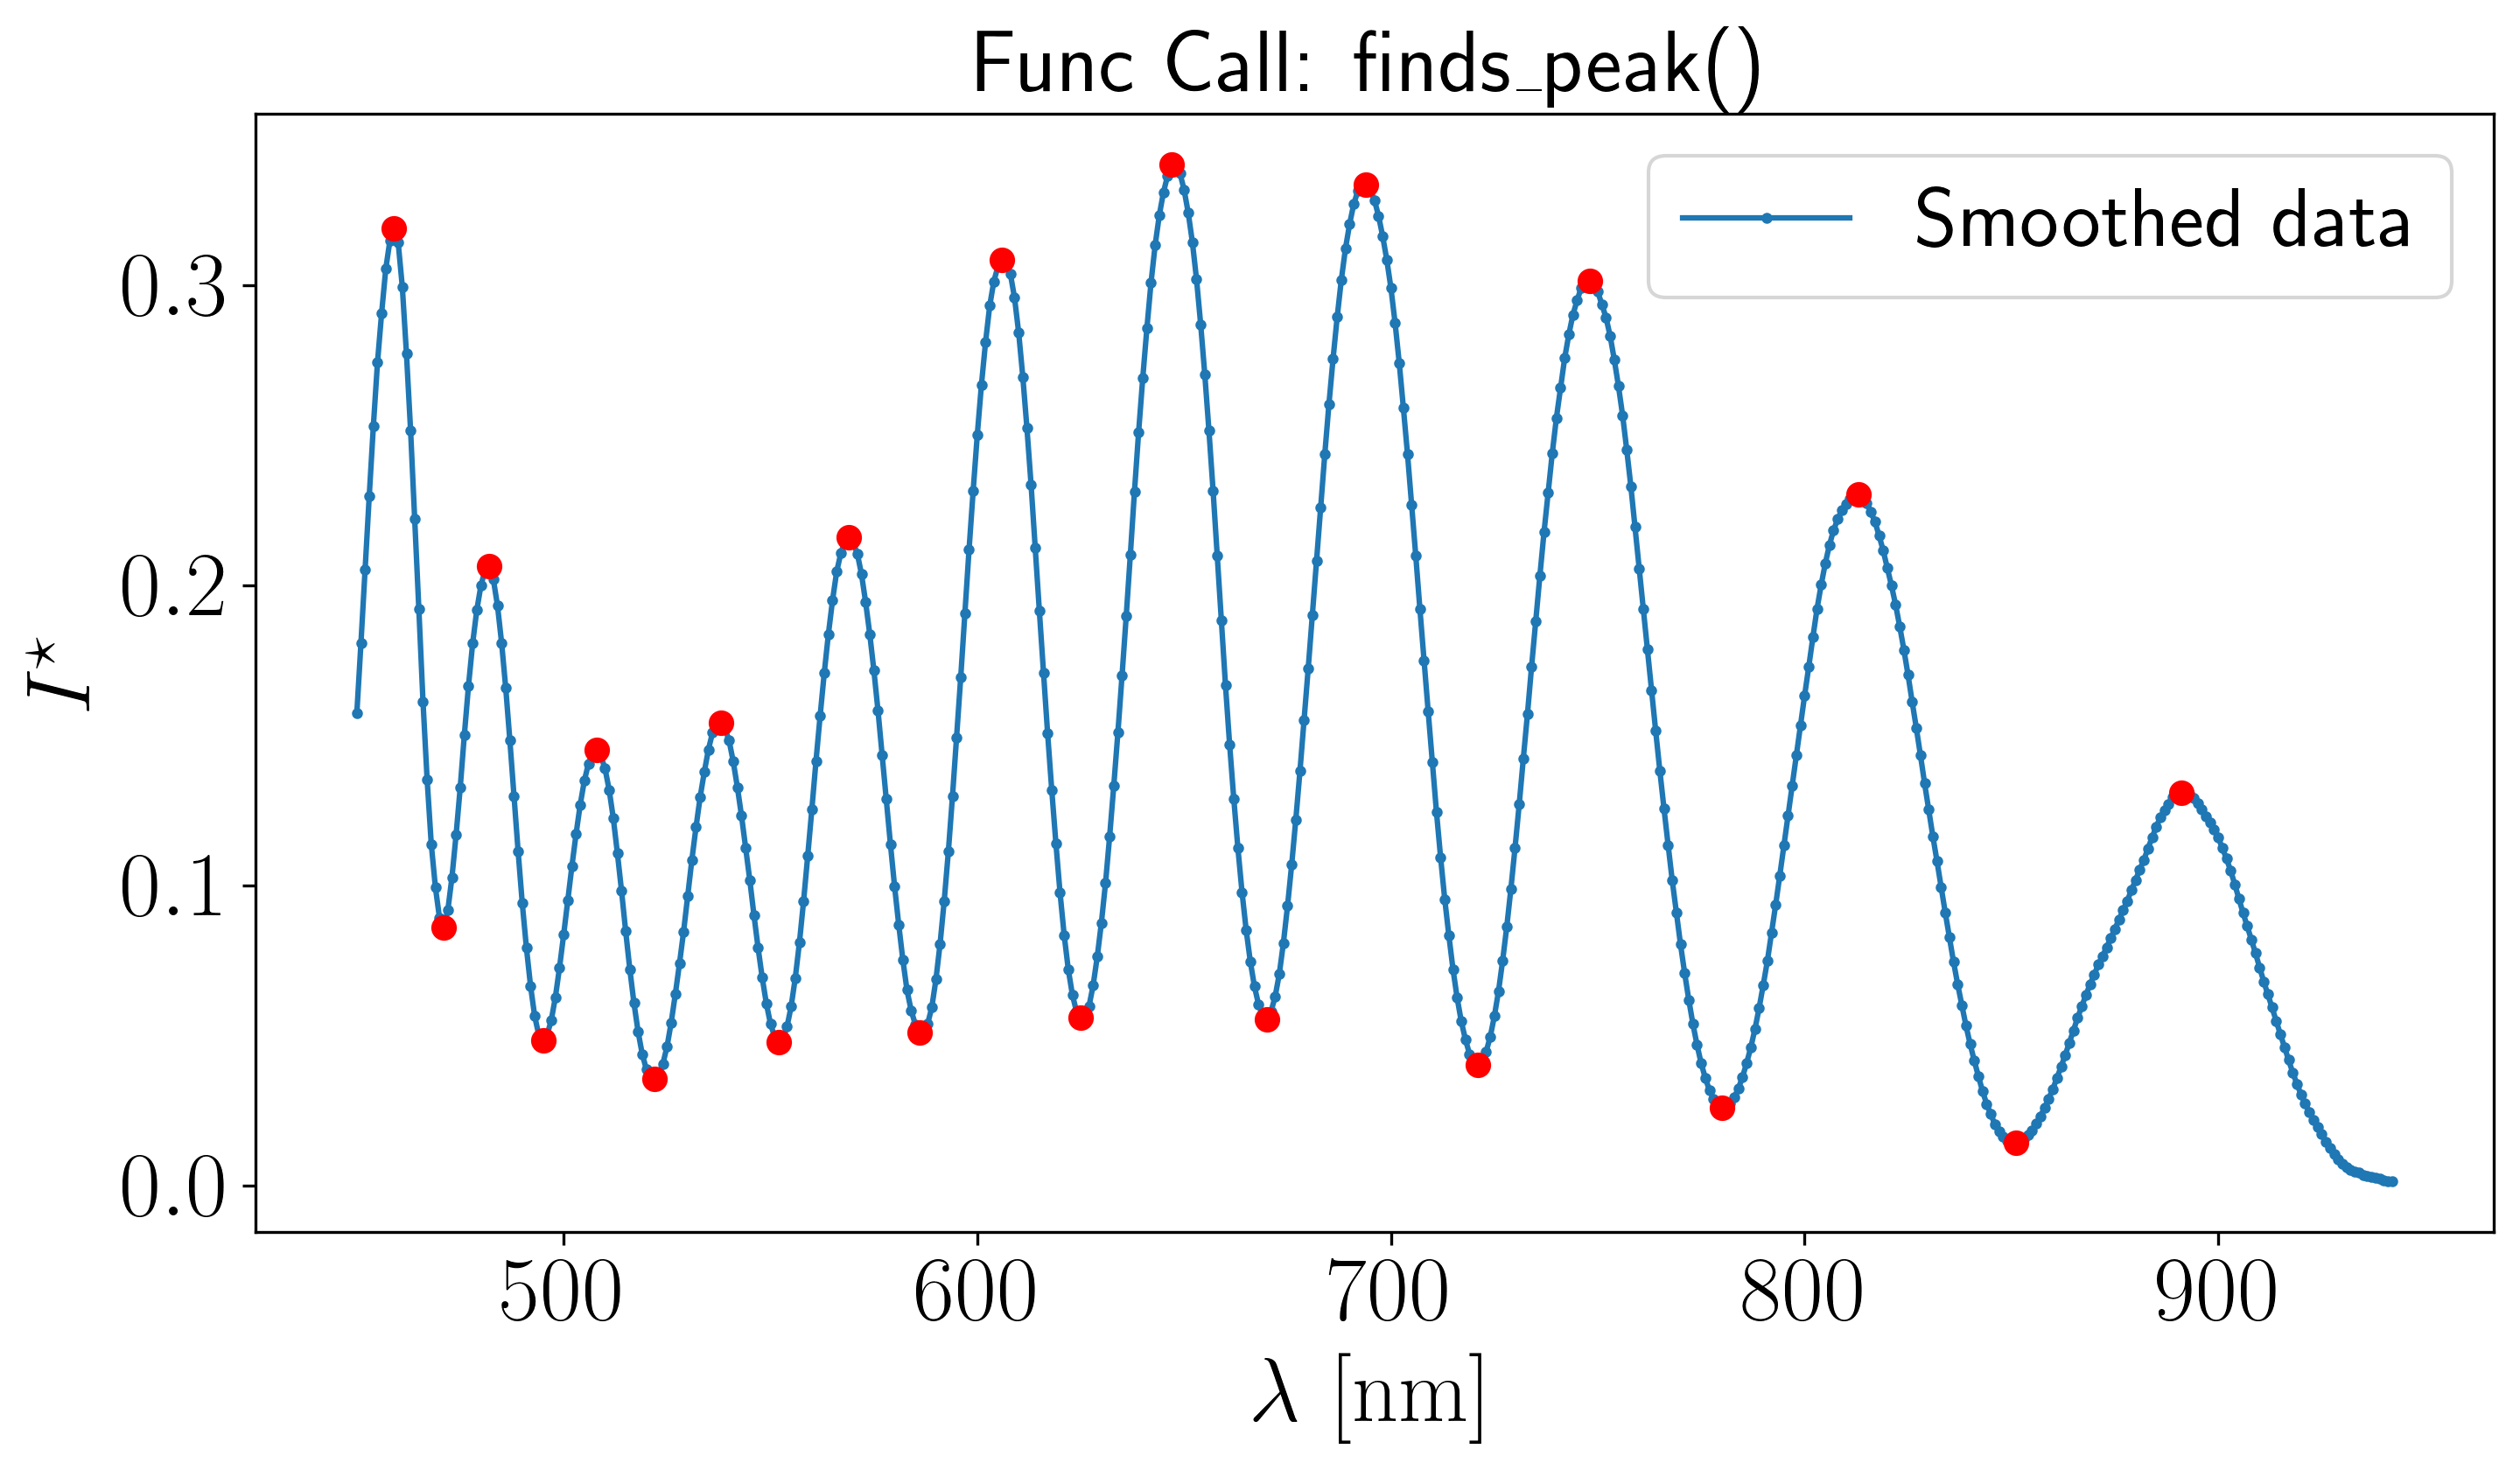 Func Call: finds_peak()
Smoothed data
0.3
0.2
0.1
0.0
I⋆
500 600 700 800 900
λ [nm]